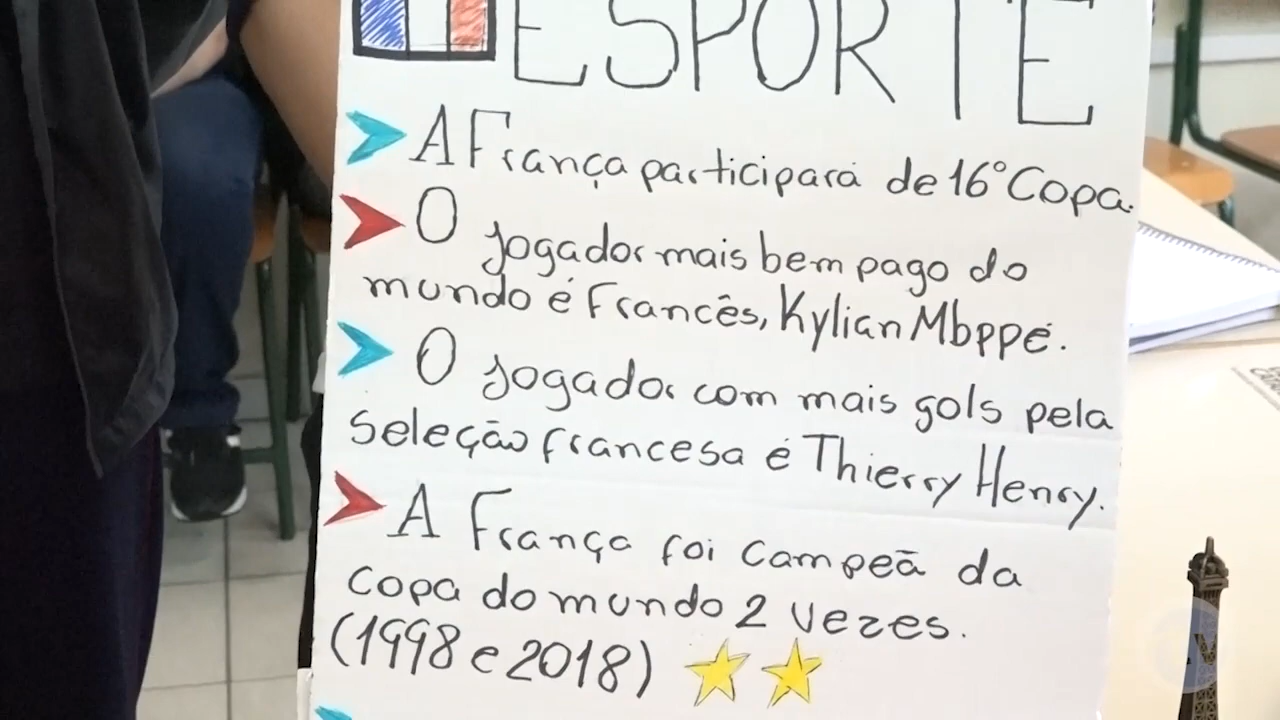 ESPORTE
A França participará de 16° Copa.
O jogador mais bem pago do
mundo é Francês, Kylian Mbppé.
O jogador com mais gols pela
seleção francesa é Thierry Henry.
A França foi campeã da
copa do mundo 2 vezes.
(1998 e 2018)